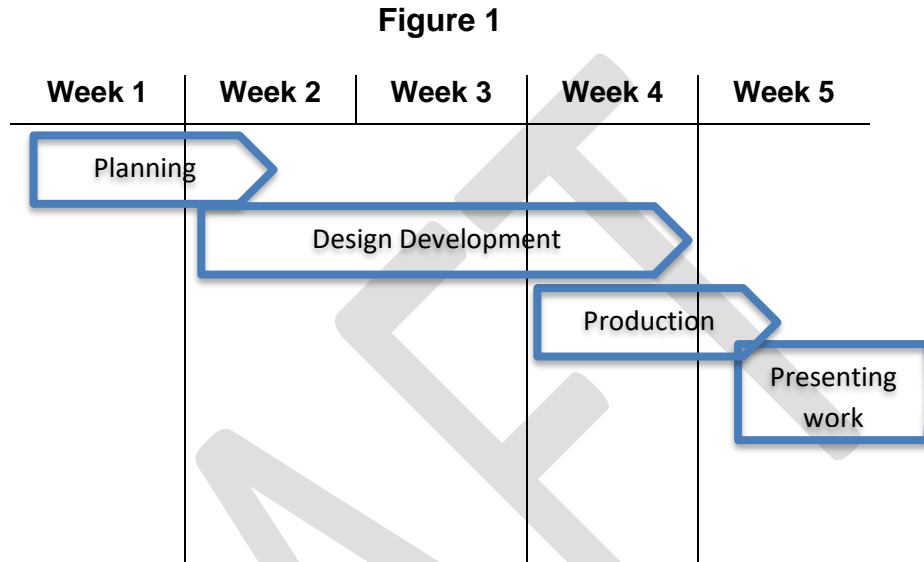 Figure 1
Week 1 Week 2 Week 3 Week 4 Week 5
Planning
Design Development
Production
Presenting
work